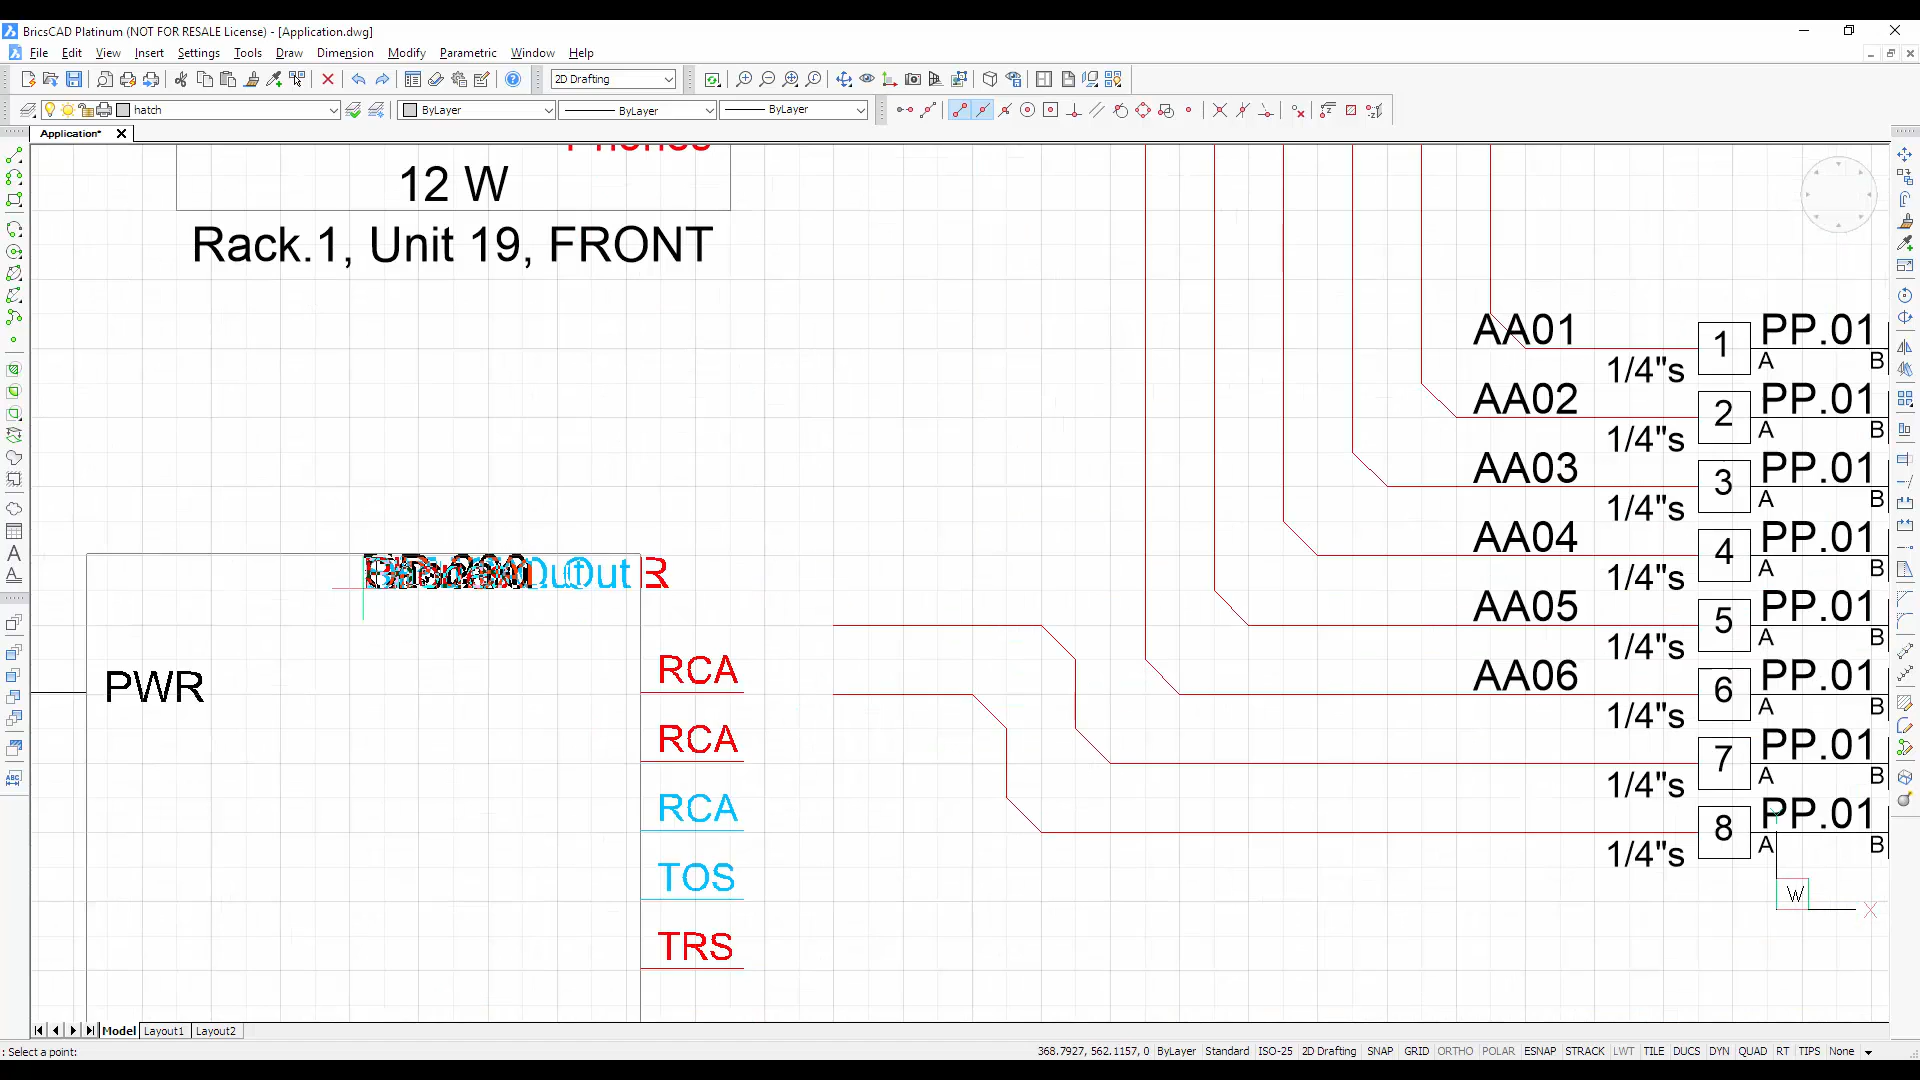 BricsCAD Platinum (NOT FOR RESALE License) - [Application.dwg]
File Edit View Insert Settings Tools Draw Dimension Modify Parametric Window Help
2D Drafting
hatch ByLayer ByLayer ByLayer
Application*
Phones
12 W
Rack.1, Unit 19, FRONT
AA01 1 PP.01
1/4"s A B
AA02 2 PP.01
1/4"s A B
AA03 3 PP.01
1/4"s A B
AA04 4 PP.01
1/4"s A B
AA05 5 PP.01
1/4"s A B
AA06 6 PP.01
1/4"s A B
7 PP.01
1/4"s A B
8 PP.01
1/4"s A B
Out R
PWR
RCA
RCA
RCA
TOS
TRS
W X
Model Layout1 Layout2
: Select a point:
368.7927, 562.1157, 0 ByLayer Standard ISO-25 2D Drafting SNAP GRID ORTHO POLAR ESNAP STRACK LWT TILE DUCS DYN QUAD RT TIPS None